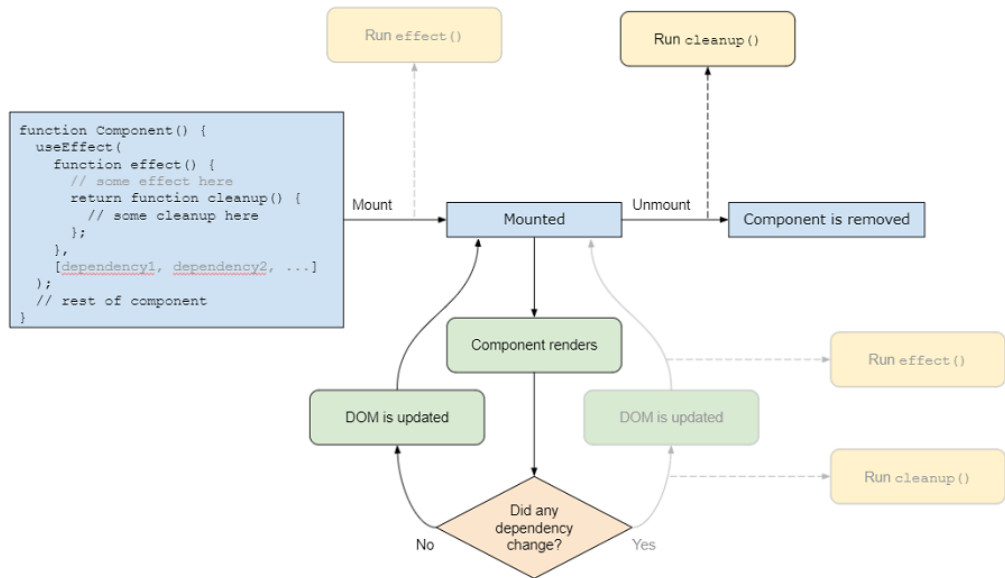 Run effect()
Run cleanup()
function Component() {
  useEffect(
    function effect() {
      // some effect here
      return function cleanup() {
        // some cleanup here
      };
    },
    [dependency1, dependency2, ...]
  );
  // rest of component
}
Mount
Mounted
Unmount
Component is removed
Component renders
Run effect()
DOM is updated
DOM is updated
Run cleanup()
Did any
dependency
change?
No
Yes